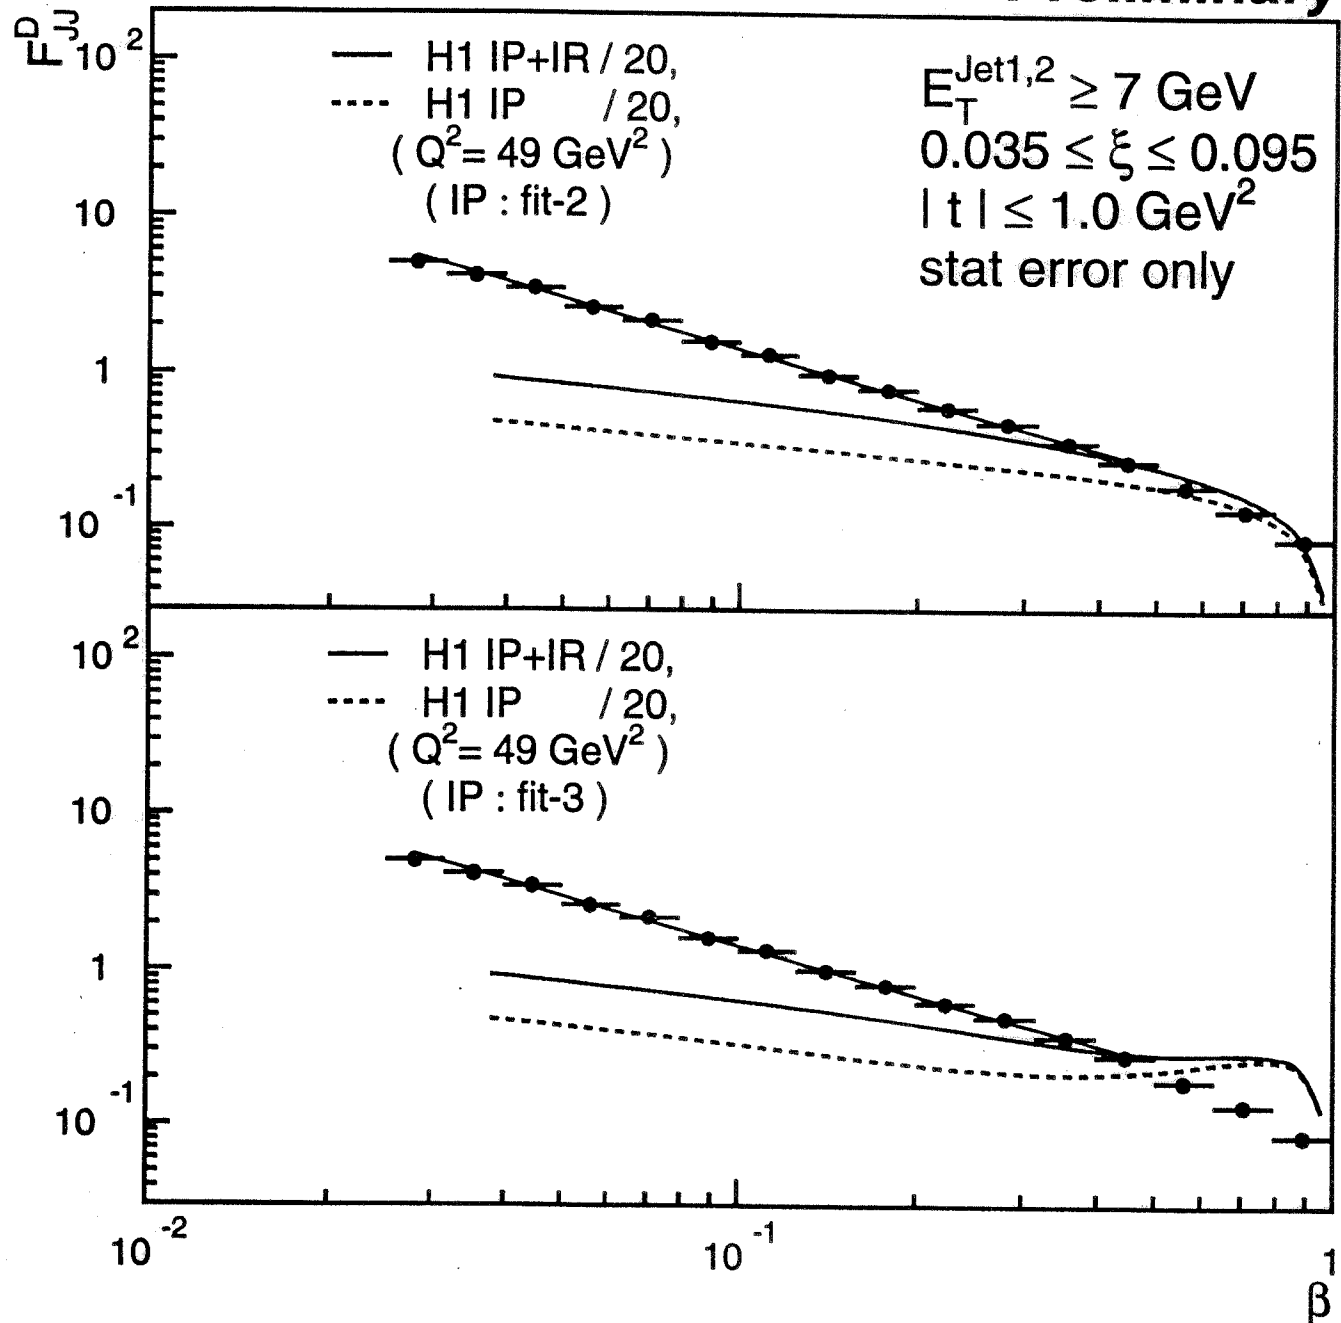 Preliminary
F^D_JJ
10^2
H1 IP+IR / 20,
H1 IP / 20,
( Q^2= 49 GeV^2 )
( IP : fit-2 )
E_T^Jet1,2 ≥ 7 GeV
0.035 ≤ ξ ≤ 0.095
| t | ≤ 1.0 GeV^2
stat error only
10
1
10^-1
10^2
H1 IP+IR / 20,
H1 IP / 20,
( Q^2= 49 GeV^2 )
( IP : fit-3 )
10
1
10^-1
10^-2
10^-1
1
β